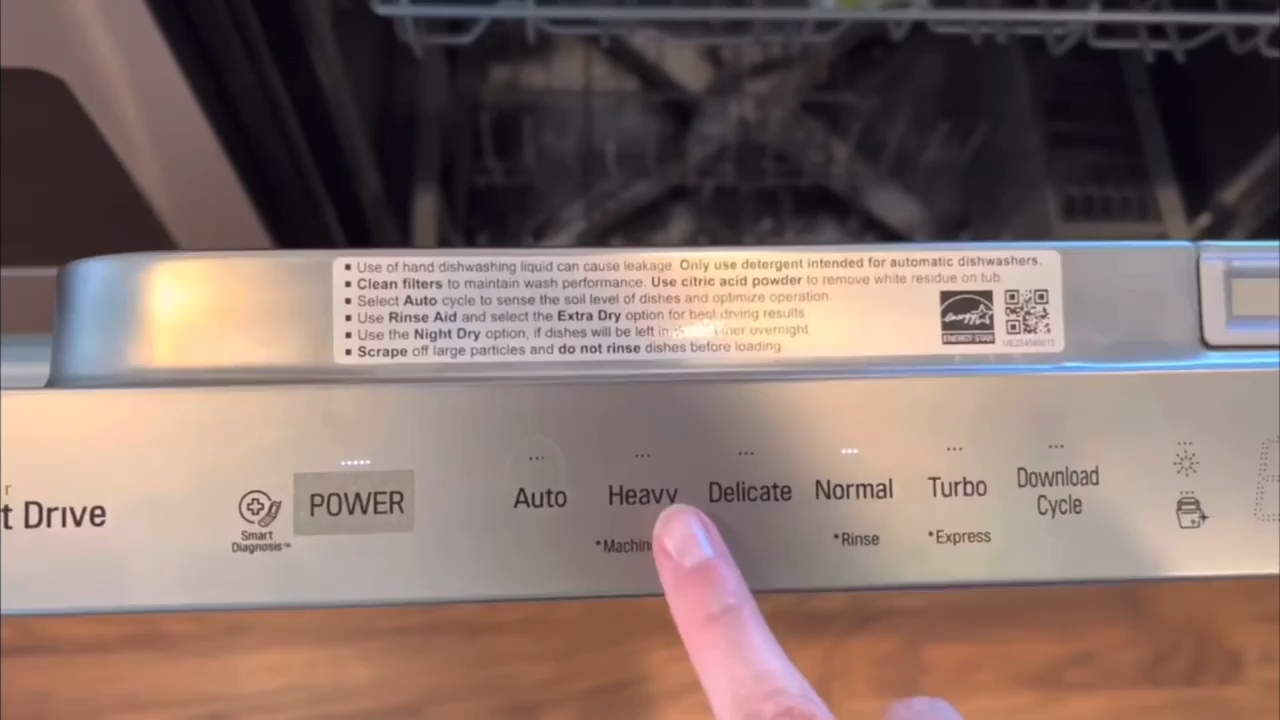 ▪ Use of hand dishwashing liquid can cause leakage. Only use detergent intended for automatic dishwashers.
▪ Clean filters to maintain wash performance. Use citric acid powder to remove white residue on tub.
▪ Select Auto cycle to sense the soil level of dishes and optimize operation.
▪ Use Rinse Aid and select the Extra Dry option for best drying results
▪ Use the Night Dry option, if dishes will be left in overnight
▪ Scrape off large particles and do not rinse dishes before loading
ENERGY STAR
r
t Drive
Smart
Diagnosis™
POWER
Auto
Heavy
Delicate
Normal
Turbo
Download
Cycle
*Machin
*Rinse
*Express